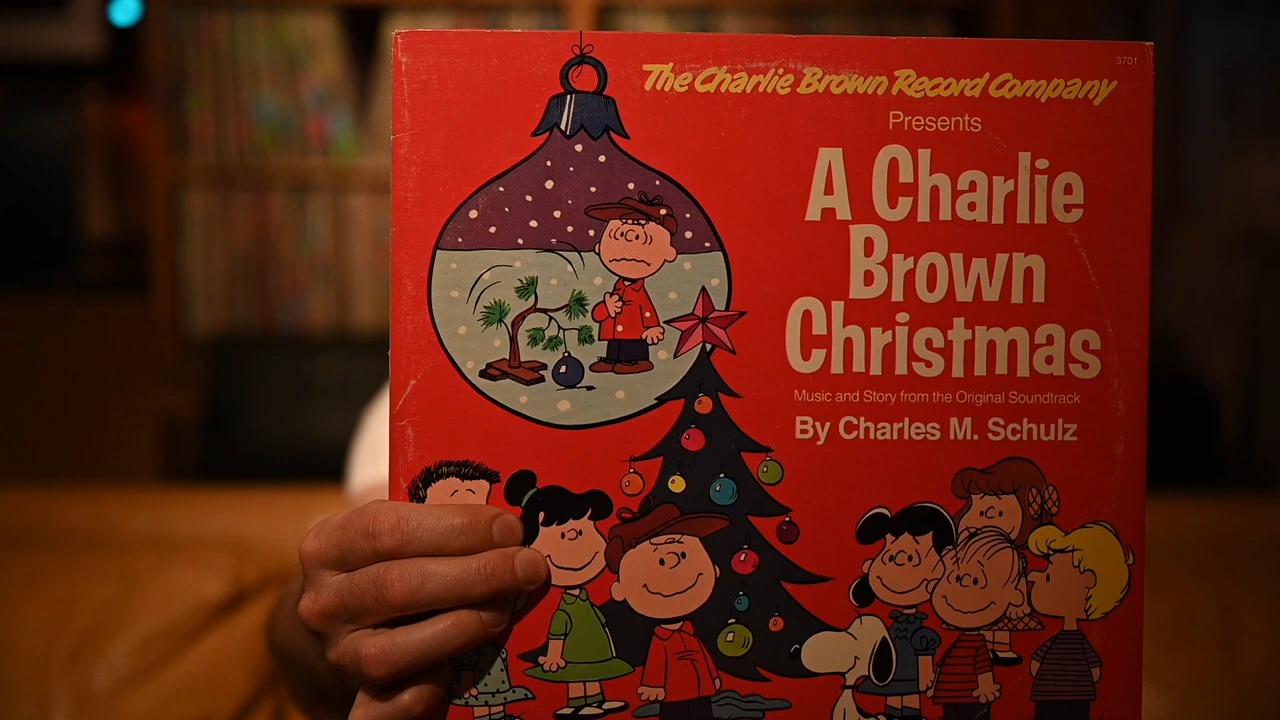 3701
The Charlie Brown Record Company
Presents
A Charlie
Brown
Christmas
Music and Story from the Original Soundtrack
By Charles M. Schulz